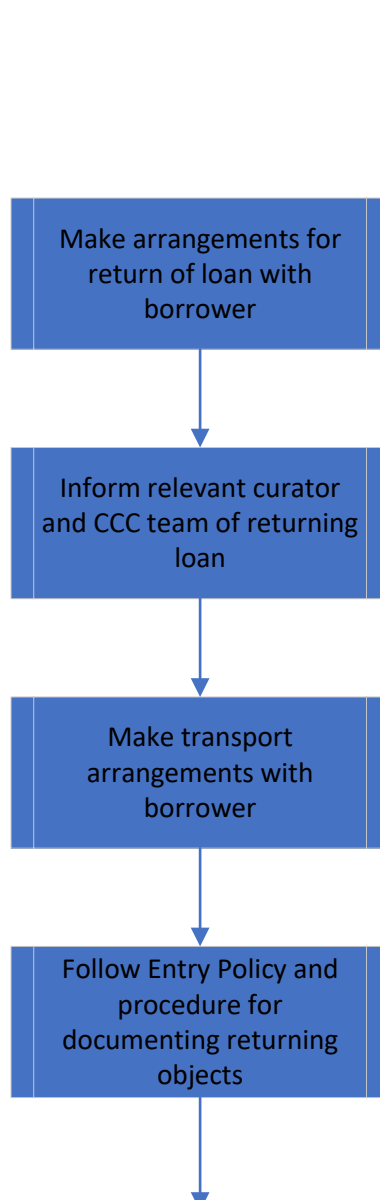 Make arrangements for
return of loan with
borrower
Inform relevant curator
and CCC team of returning
loan
Make transport
arrangements with
borrower
Follow Entry Policy and
procedure for
documenting returning
objects